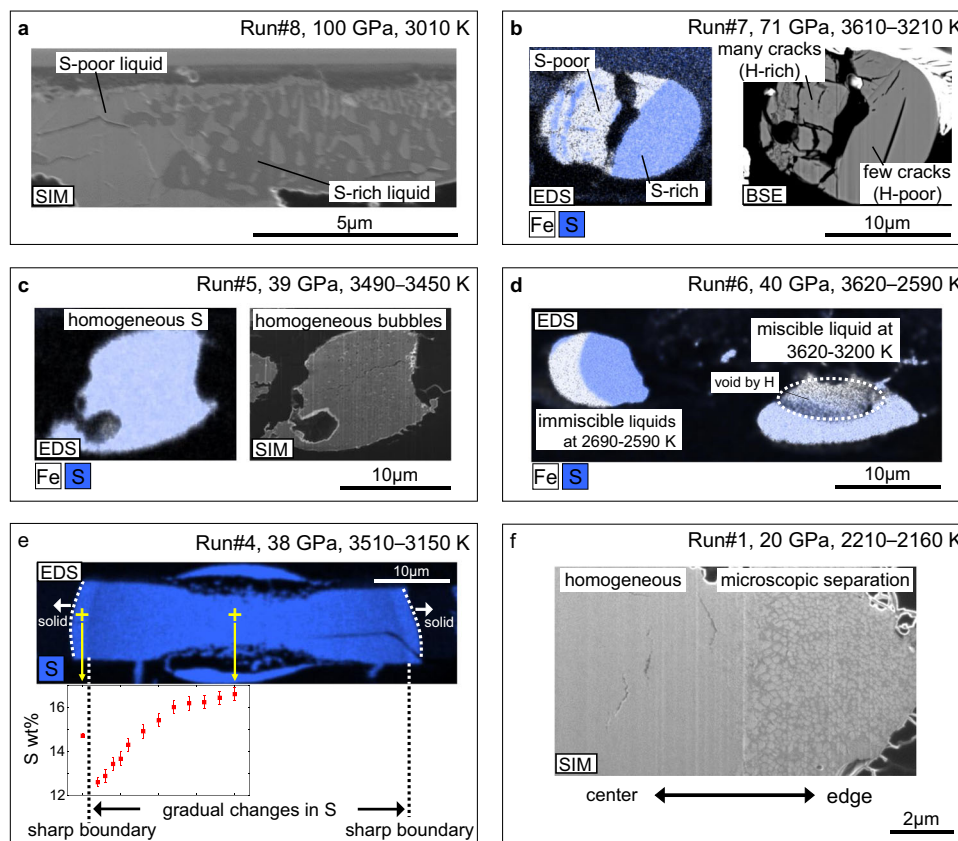 a
Run#8, 100 GPa, 3010 K
S-poor liquid
S-rich liquid
SIM
5µm
b
Run#7, 71 GPa, 3610–3210 K
many cracks
(H-rich)
S-poor
S-rich
few cracks
(H-poor)
EDS
BSE
Fe S
10µm
c
Run#5, 39 GPa, 3490–3450 K
homogeneous S
homogeneous bubbles
EDS
SIM
Fe S
10µm
d
Run#6, 40 GPa, 3620–2590 K
EDS
miscible liquid at
3620-3200 K
void by H
immiscible liquids
at 2690-2590 K
Fe S
10µm
e
Run#4, 38 GPa, 3510–3150 K
EDS
10µm
solid
solid
S
S wt%
16
14
12
gradual changes in S
sharp boundary
sharp boundary
f
Run#1, 20 GPa, 2210–2160 K
homogeneous
microscopic separation
SIM
center
edge
2µm